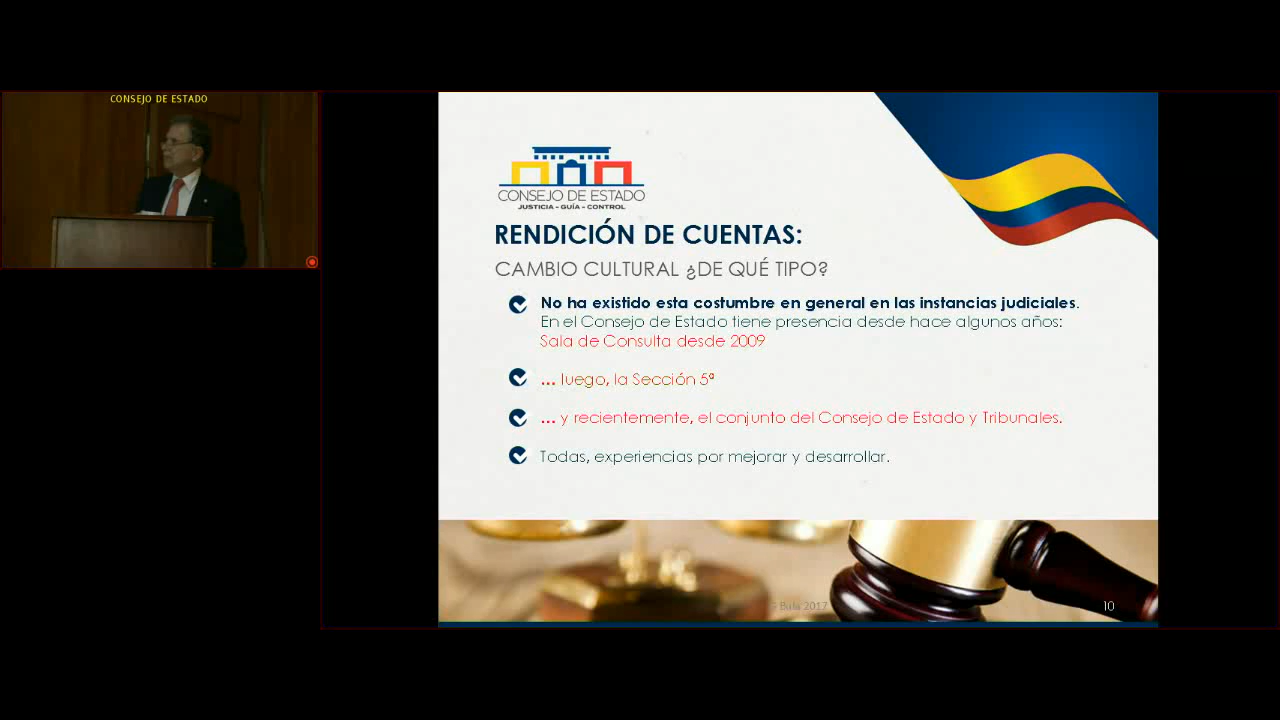 CONSEJO DE ESTADO
CONSEJO DE ESTADO
JUSTICIA - GUÍA - CONTROL
RENDICIÓN DE CUENTAS:
CAMBIO CULTURAL ¿DE QUÉ TIPO?
No ha existido esta costumbre en general en las instancias judiciales.
En el Consejo de Estado tiene presencia desde hace algunos años:
Sala de Consulta desde 2009
... luego, la Sección 5ª
... y recientemente, el conjunto del Consejo de Estado y Tribunales.
Todas, experiencias por mejorar y desarrollar.
Bula 2017
10